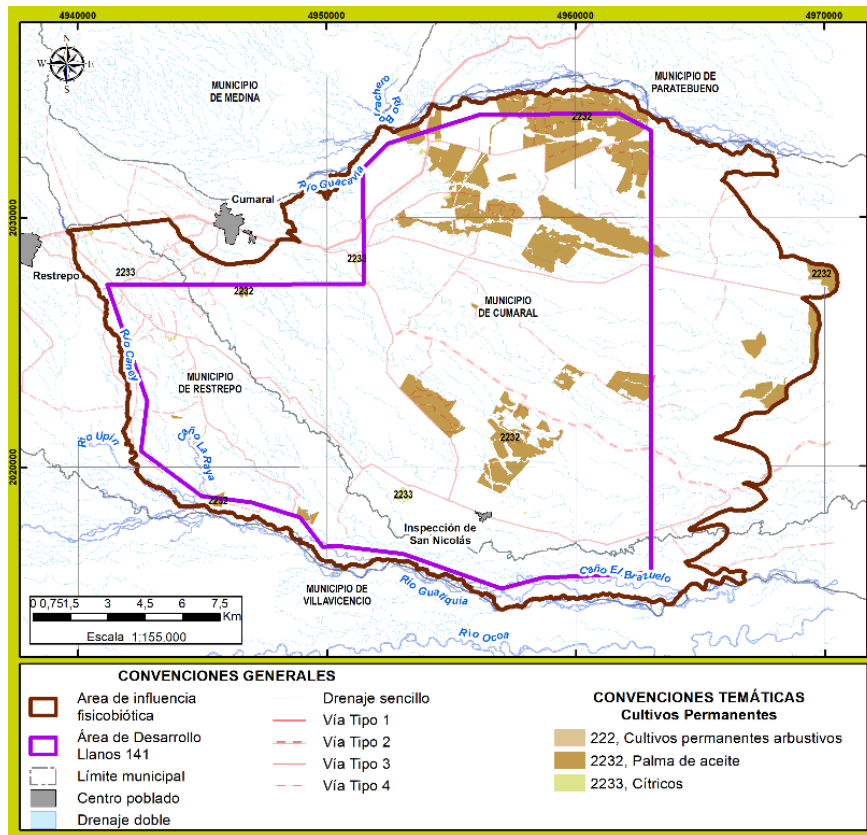 4940000
4950000
4960000
4970000
N
W
E
S
MUNICIPIO
DE MEDINA
Río
Borrachero
MUNICIPIO DE
PARATEBUENO
2232
Río Guacavía
2030000
Cumaral
Restrepo
2233
2233
2232
2232
MUNICIPIO
DE CUMARAL
Río Caney
MUNICIPIO
DE RESTREPO
Río Upín
Caño La Raya
2232
2020000
2232
2233
Inspección de
San Nicolás
Caño El Brazuelo
MUNICIPIO DE
VILLAVICENCIO
Río Guatiquía
Río Ocoa
0 0,751,5 3 4,5 6 7,5
Km
Escala 1:155.000
CONVENCIONES GENERALES
Area de influencia
fisicobiótica
Área de Desarrollo
Llanos 141
Límite municipal
Centro poblado
Drenaje doble
Drenaje sencillo
Vía Tipo 1
Vía Tipo 2
Vía Tipo 3
Vía Tipo 4
CONVENCIONES TEMÁTICAS
Cultivos Permanentes
222, Cultivos permanentes arbustivos
2232, Palma de aceite
2233, Cítricos